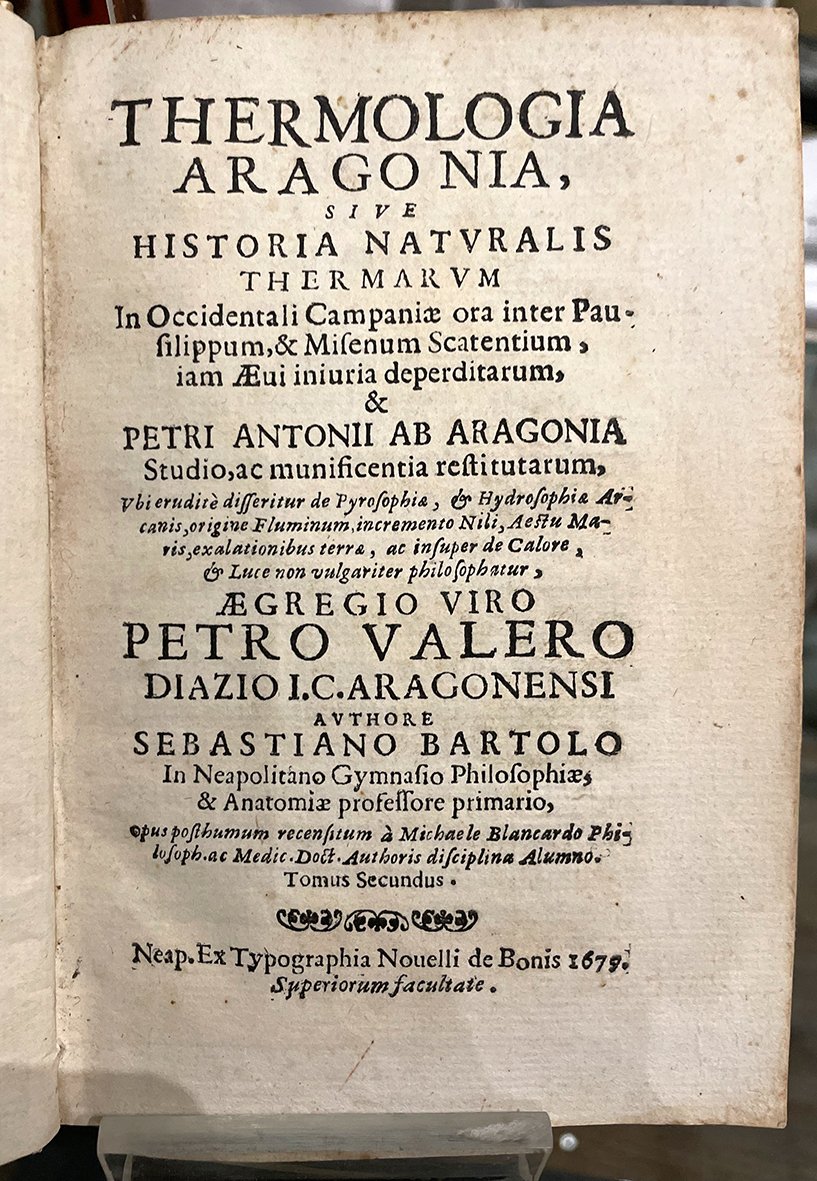 THERMOLOGIA
ARAGONIA,
SIVE
HISTORIA NATVRALIS
THERMARVM
In Occidentali Campaniæ ora inter Pau-
ſilippum, & Miſenum Scatentium,
iam Æui iniuria deperditarum,
&
PETRI ANTONII AB ARAGONIA
Studio, ac munificentia reſtitutarum,
Vbi eruditè diſſeritur de Pyroſophiæ, & Hydroſophiæ Ar-
canis, origine Fluminum, incremento Nili, Aeſtu Ma-
ris, exalationibus terræ, ac inſuper de Calore,
& Luce non vulgariter philoſophatur,
ÆGREGIO VIRO
PETRO VALERO
DIAZIO I.C. ARAGONENSI
AVTHORE
SEBASTIANO BARTOLO
In Neapolitano Gymnaſio Philoſophiæ,
& Anatomiæ profeſſore primario,
Opus poſthumum recenſitum à Michaele Blancardo Phi-
loſoph. ac Medic. Doct. Authoris diſciplina Alumno.
Tomus Secundus.
Neap. Ex Typographia Nouelli de Bonis 1679.
Superiorum facultate.